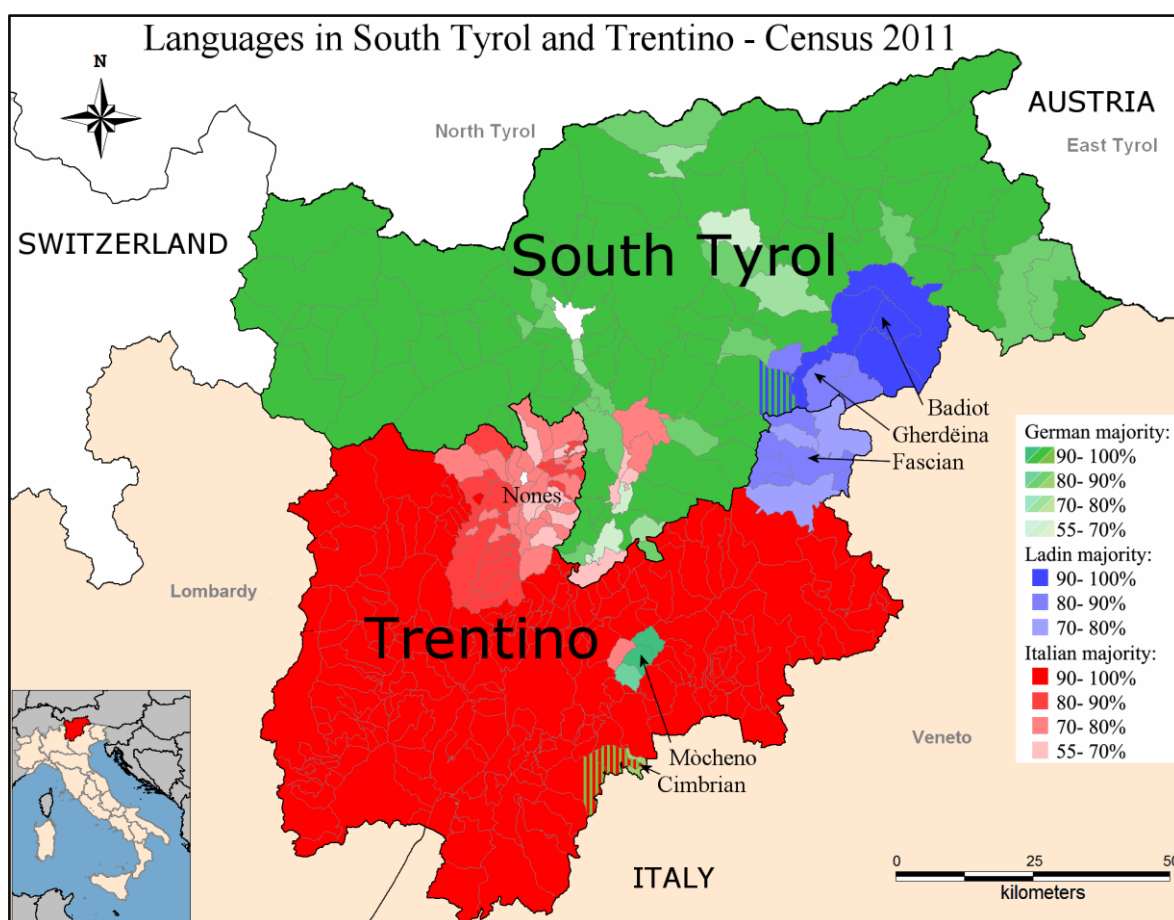 Languages in South Tyrol and Trentino - Census 2011
N
AUSTRIA
North Tyrol
East Tyrol
SWITZERLAND
South Tyrol
Badiot
Gherdëina
Fascian
Nones
Lombardy
Trentino
Mòcheno
Cimbrian
Veneto
ITALY
German majority:
90- 100%
80- 90%
70- 80%
55- 70%
Ladin majority:
90- 100%
80- 90%
70- 80%
Italian majority:
90- 100%
80- 90%
70- 80%
55- 70%
0 25 50
kilometers